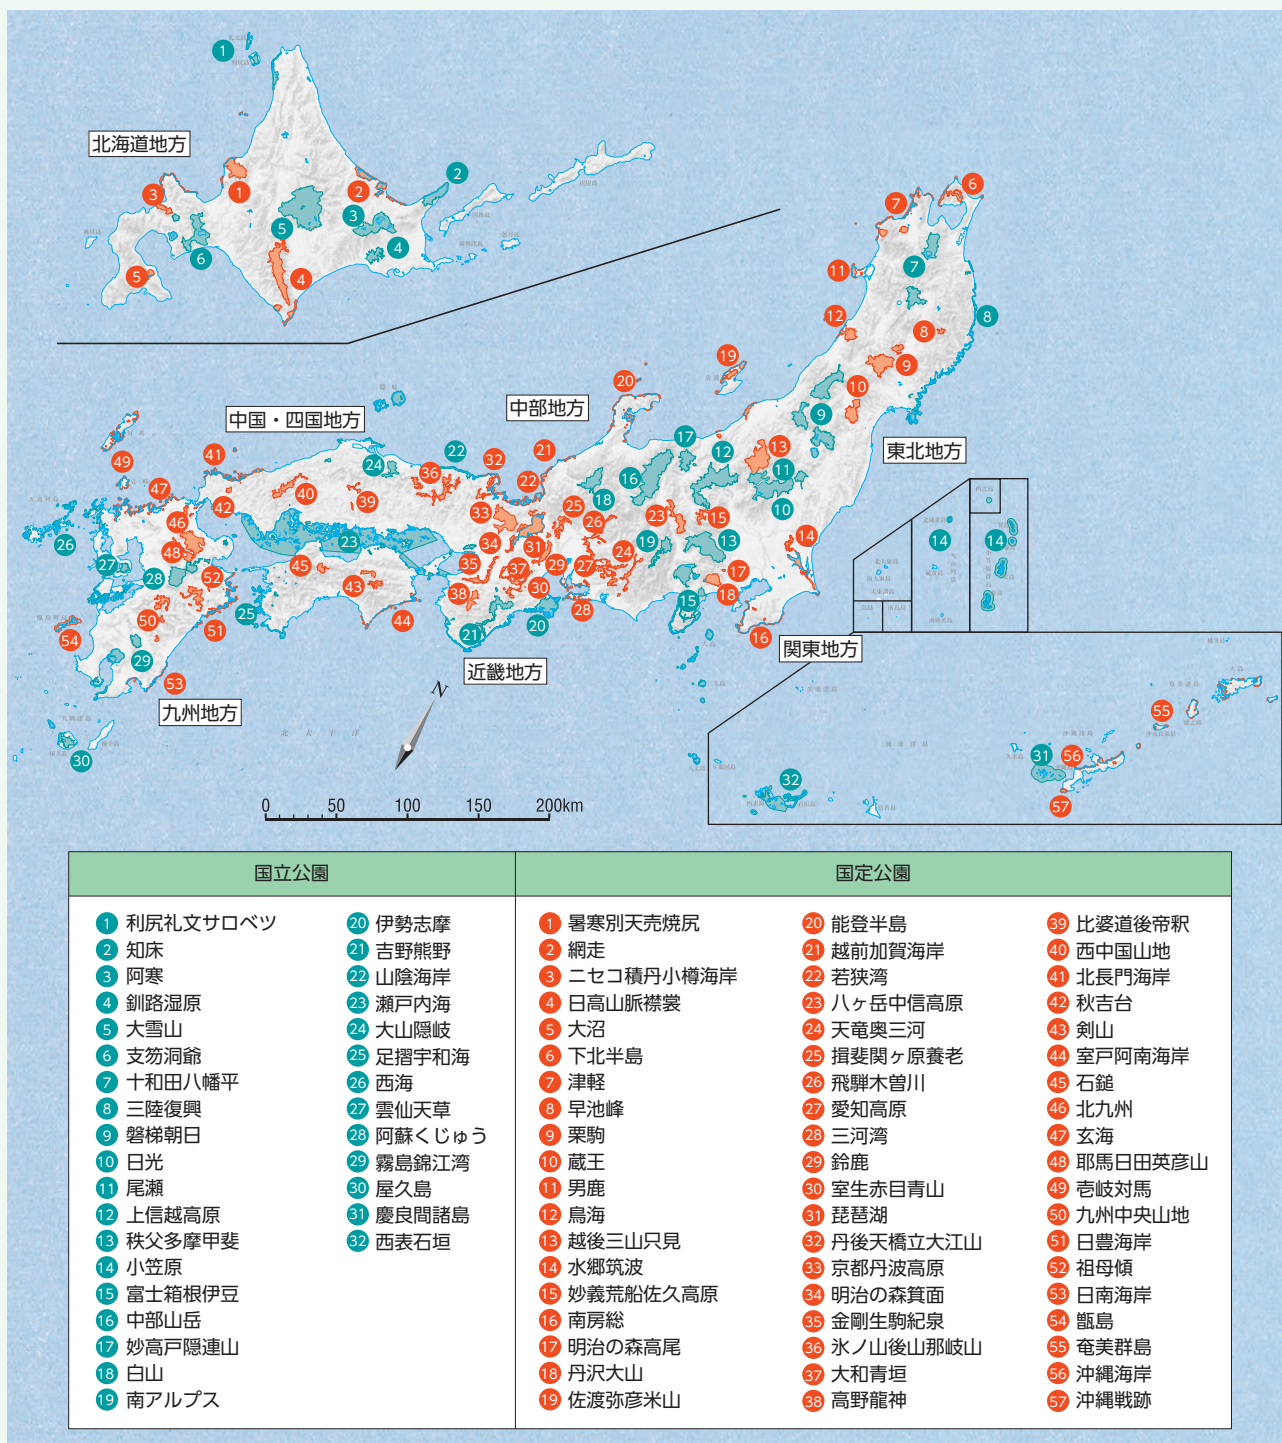 北海道地方
東北地方
中部地方
中国・四国地方
近畿地方
関東地方
九州地方
北太平洋
N
0 50 100 150 200km
国立公園
1 利尻礼文サロベツ
2 知床
3 阿寒
4 釧路湿原
5 大雪山
6 支笏洞爺
7 十和田八幡平
8 三陸復興
9 磐梯朝日
10 日光
11 尾瀬
12 上信越高原
13 秩父多摩甲斐
14 小笠原
15 富士箱根伊豆
16 中部山岳
17 妙高戸隠連山
18 白山
19 南アルプス
20 伊勢志摩
21 吉野熊野
22 山陰海岸
23 瀬戸内海
24 大山隠岐
25 足摺宇和海
26 西海
27 雲仙天草
28 阿蘇くじゅう
29 霧島錦江湾
30 屋久島
31 慶良間諸島
32 西表石垣
国定公園
1 暑寒別天売焼尻
2 網走
3 ニセコ積丹小樽海岸
4 日高山脈襟裳
5 大沼
6 下北半島
7 津軽
8 早池峰
9 栗駒
10 蔵王
11 男鹿
12 鳥海
13 越後三山只見
14 水郷筑波
15 妙義荒船佐久高原
16 南房総
17 明治の森高尾
18 丹沢大山
19 佐渡弥彦米山
20 能登半島
21 越前加賀海岸
22 若狭湾
23 八ヶ岳中信高原
24 天竜奥三河
25 揖斐関ヶ原養老
26 飛騨木曽川
27 愛知高原
28 三河湾
29 鈴鹿
30 室生赤目青山
31 琵琶湖
32 丹後天橋立大江山
33 京都丹波高原
34 明治の森箕面
35 金剛生駒紀泉
36 氷ノ山後山那岐山
37 大和青垣
38 高野龍神
39 比婆道後帝釈
40 西中国山地
41 北長門海岸
42 秋吉台
43 剣山
44 室戸阿南海岸
45 石鎚
46 北九州
47 玄海
48 耶馬日田英彦山
49 壱岐対馬
50 九州中央山地
51 日豊海岸
52 祖母傾
53 日南海岸
54 甑島
55 奄美群島
56 沖縄海岸
57 沖縄戦跡